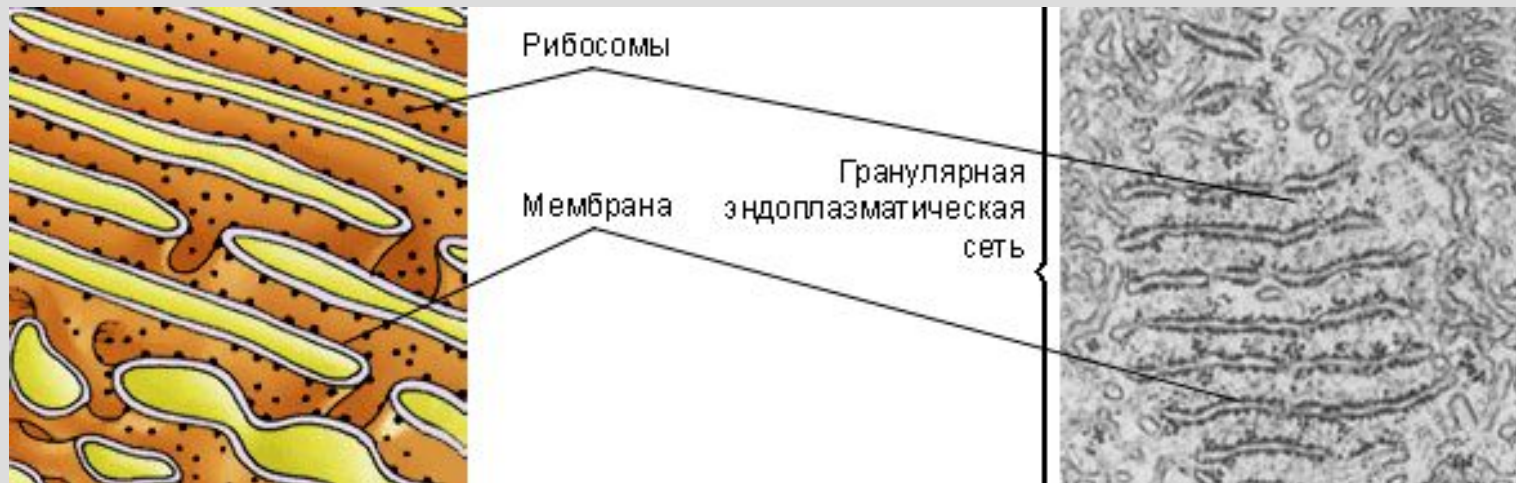 Рибосомы
Мембрана
Гранулярная
эндоплазматическая
сеть